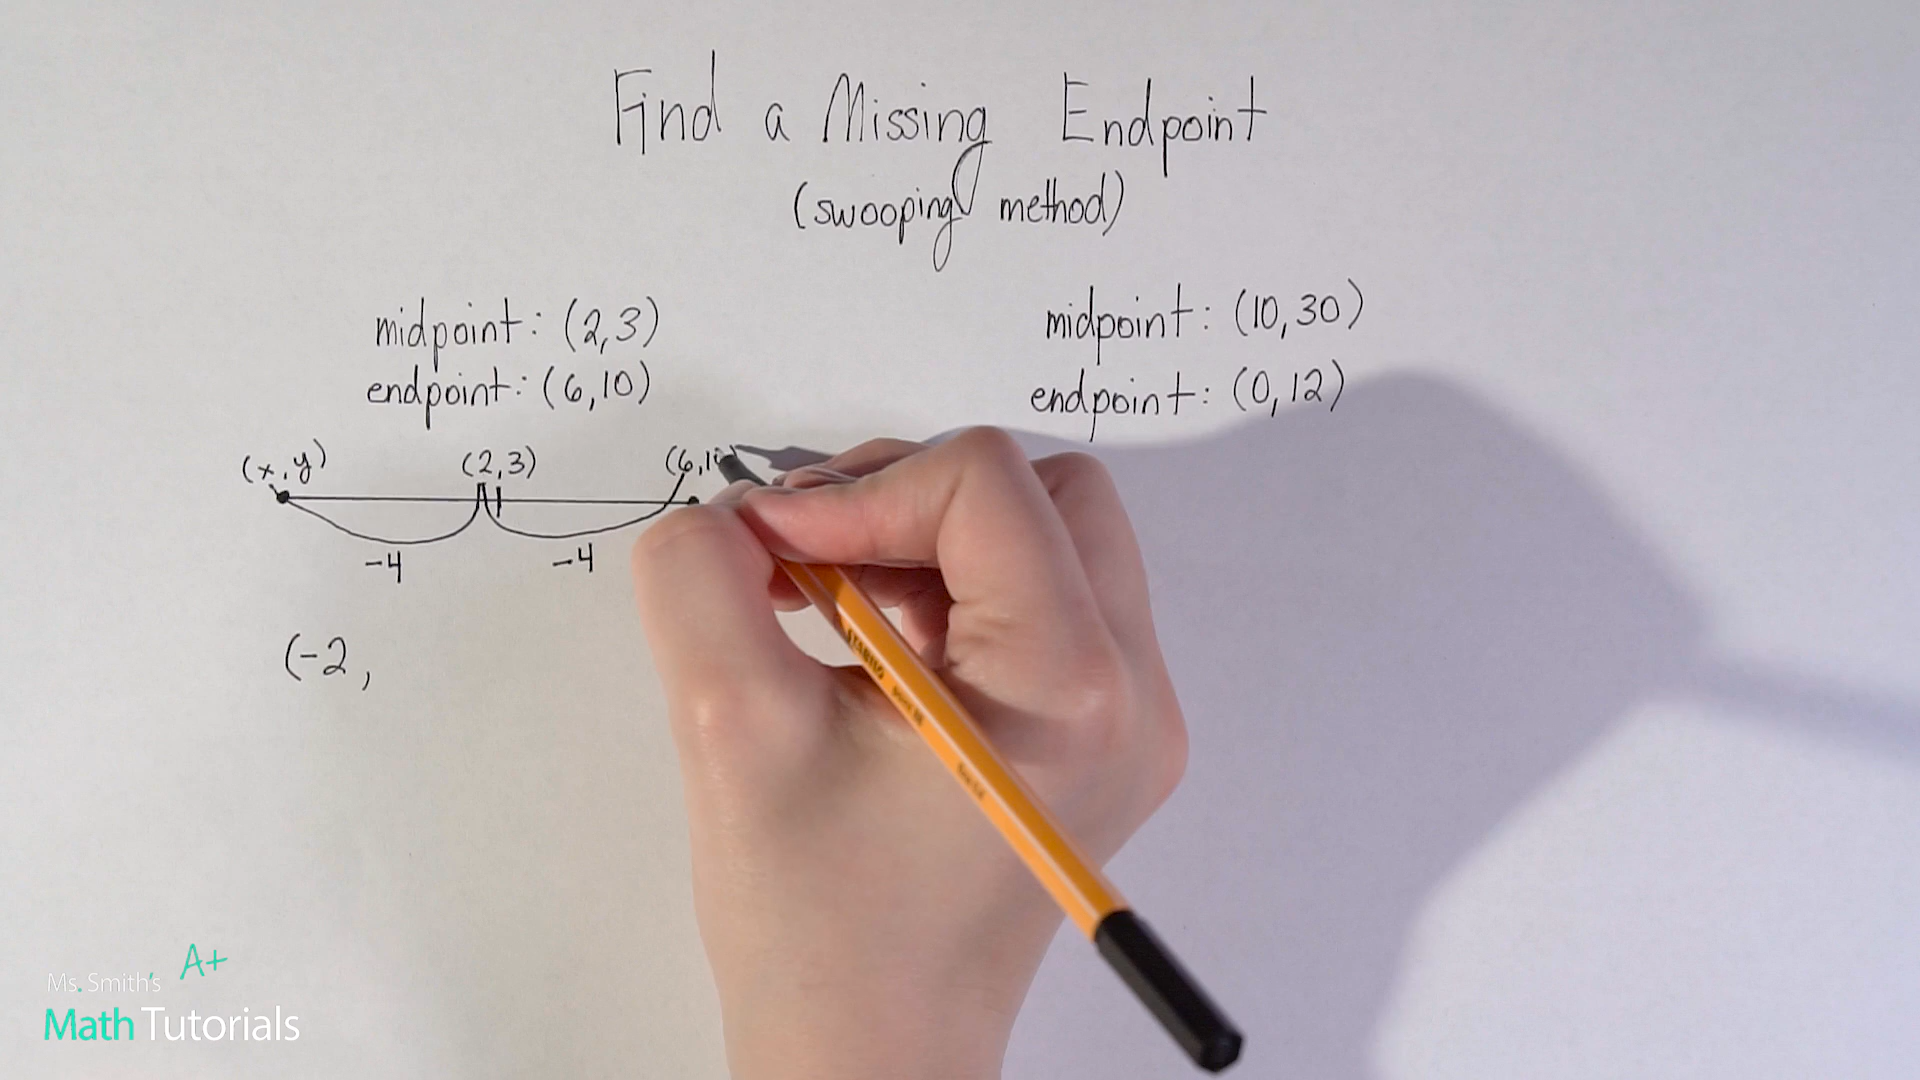 Find a Missing Endpoint
(swooping method)
midpoint: (2,3)
endpoint: (6,10)
midpoint: (10,30)
endpoint: (0,12)
(x,y) (2,3)
-4 -4
(-2,
A+
Ms. Smith's
Math Tutorials